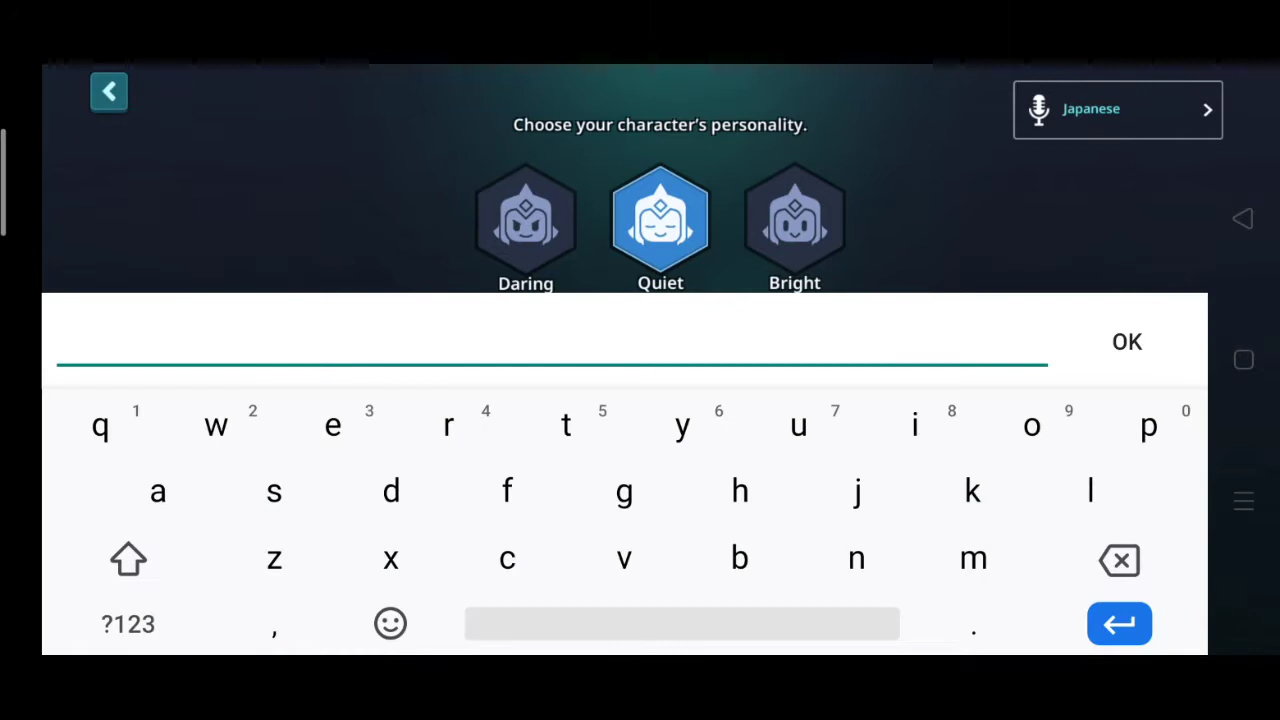 Choose your character's personality.
Japanese
Daring
Quiet
Bright
OK
q 1 w 2 e 3 r 4 t 5 y 6 u 7 i 8 o 9 p 0
a s d f g h j k l
z x c v b n m
?123 , .